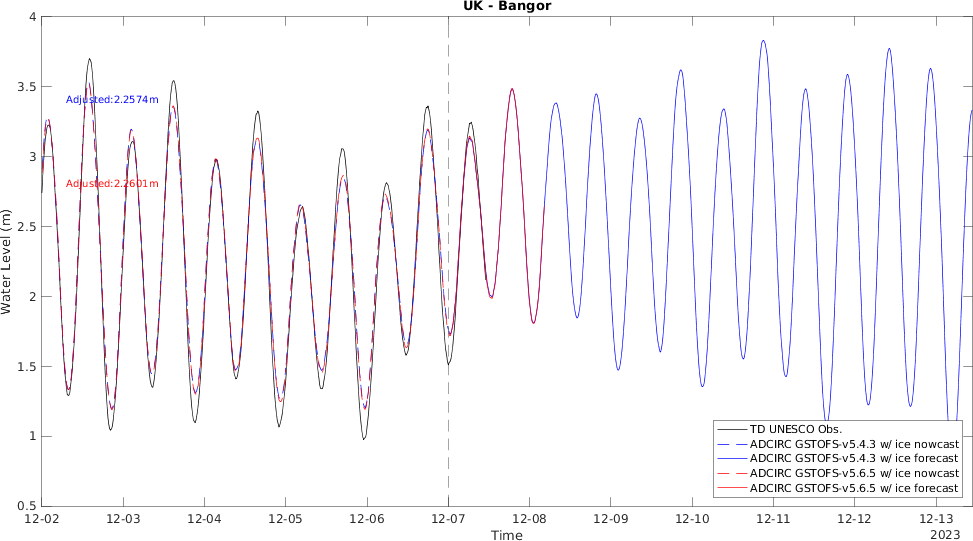 UK - Bangor
4
3.5
3
2.5
2
1.5
1
0.5
Water Level (m)
Adjusted:2.2574m
Adjusted:2.2601m
TD UNESCO Obs.
ADCIRC GSTOFS-v5.4.3 w/ ice nowcast
ADCIRC GSTOFS-v5.4.3 w/ ice forecast
ADCIRC GSTOFS-v5.6.5 w/ ice nowcast
ADCIRC GSTOFS-v5.6.5 w/ ice forecast
12-02 12-03 12-04 12-05 12-06 12-07 12-08 12-09 12-10 12-11 12-12 12-13
Time
2023